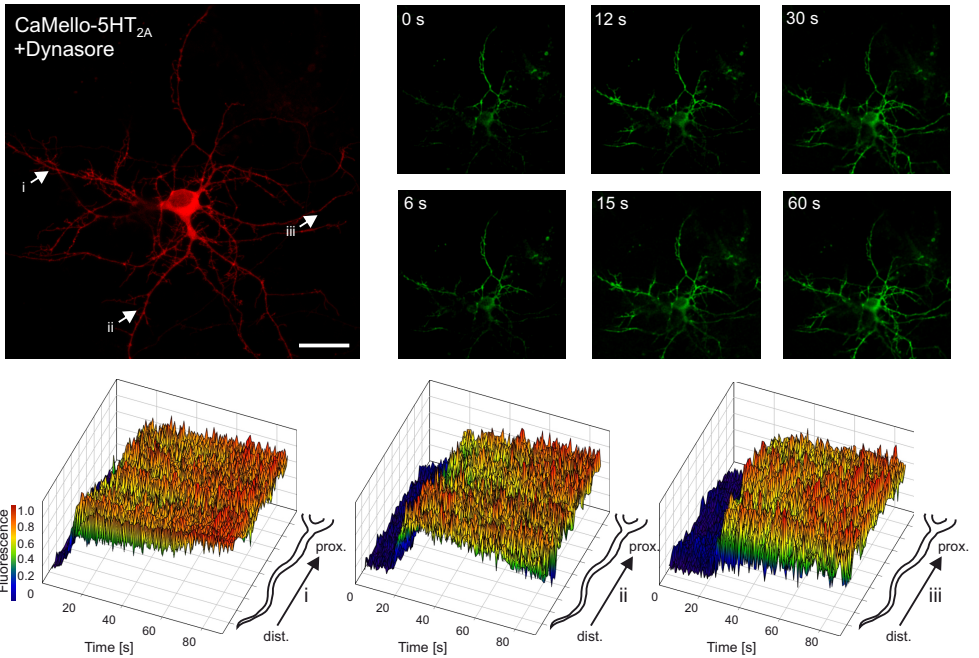 CaMello-5HT2A
+Dynasore
i
ii
iii
0 s
12 s
30 s
6 s
15 s
60 s
Fluorescence
1.0
0.8
0.6
0.4
0.2
0
20
40
60
80
Time [s]
prox.
i
dist.
0
20
40
60
80
Time [s]
prox.
ii
dist.
0
20
40
60
80
Time [s]
prox.
iii
dist.